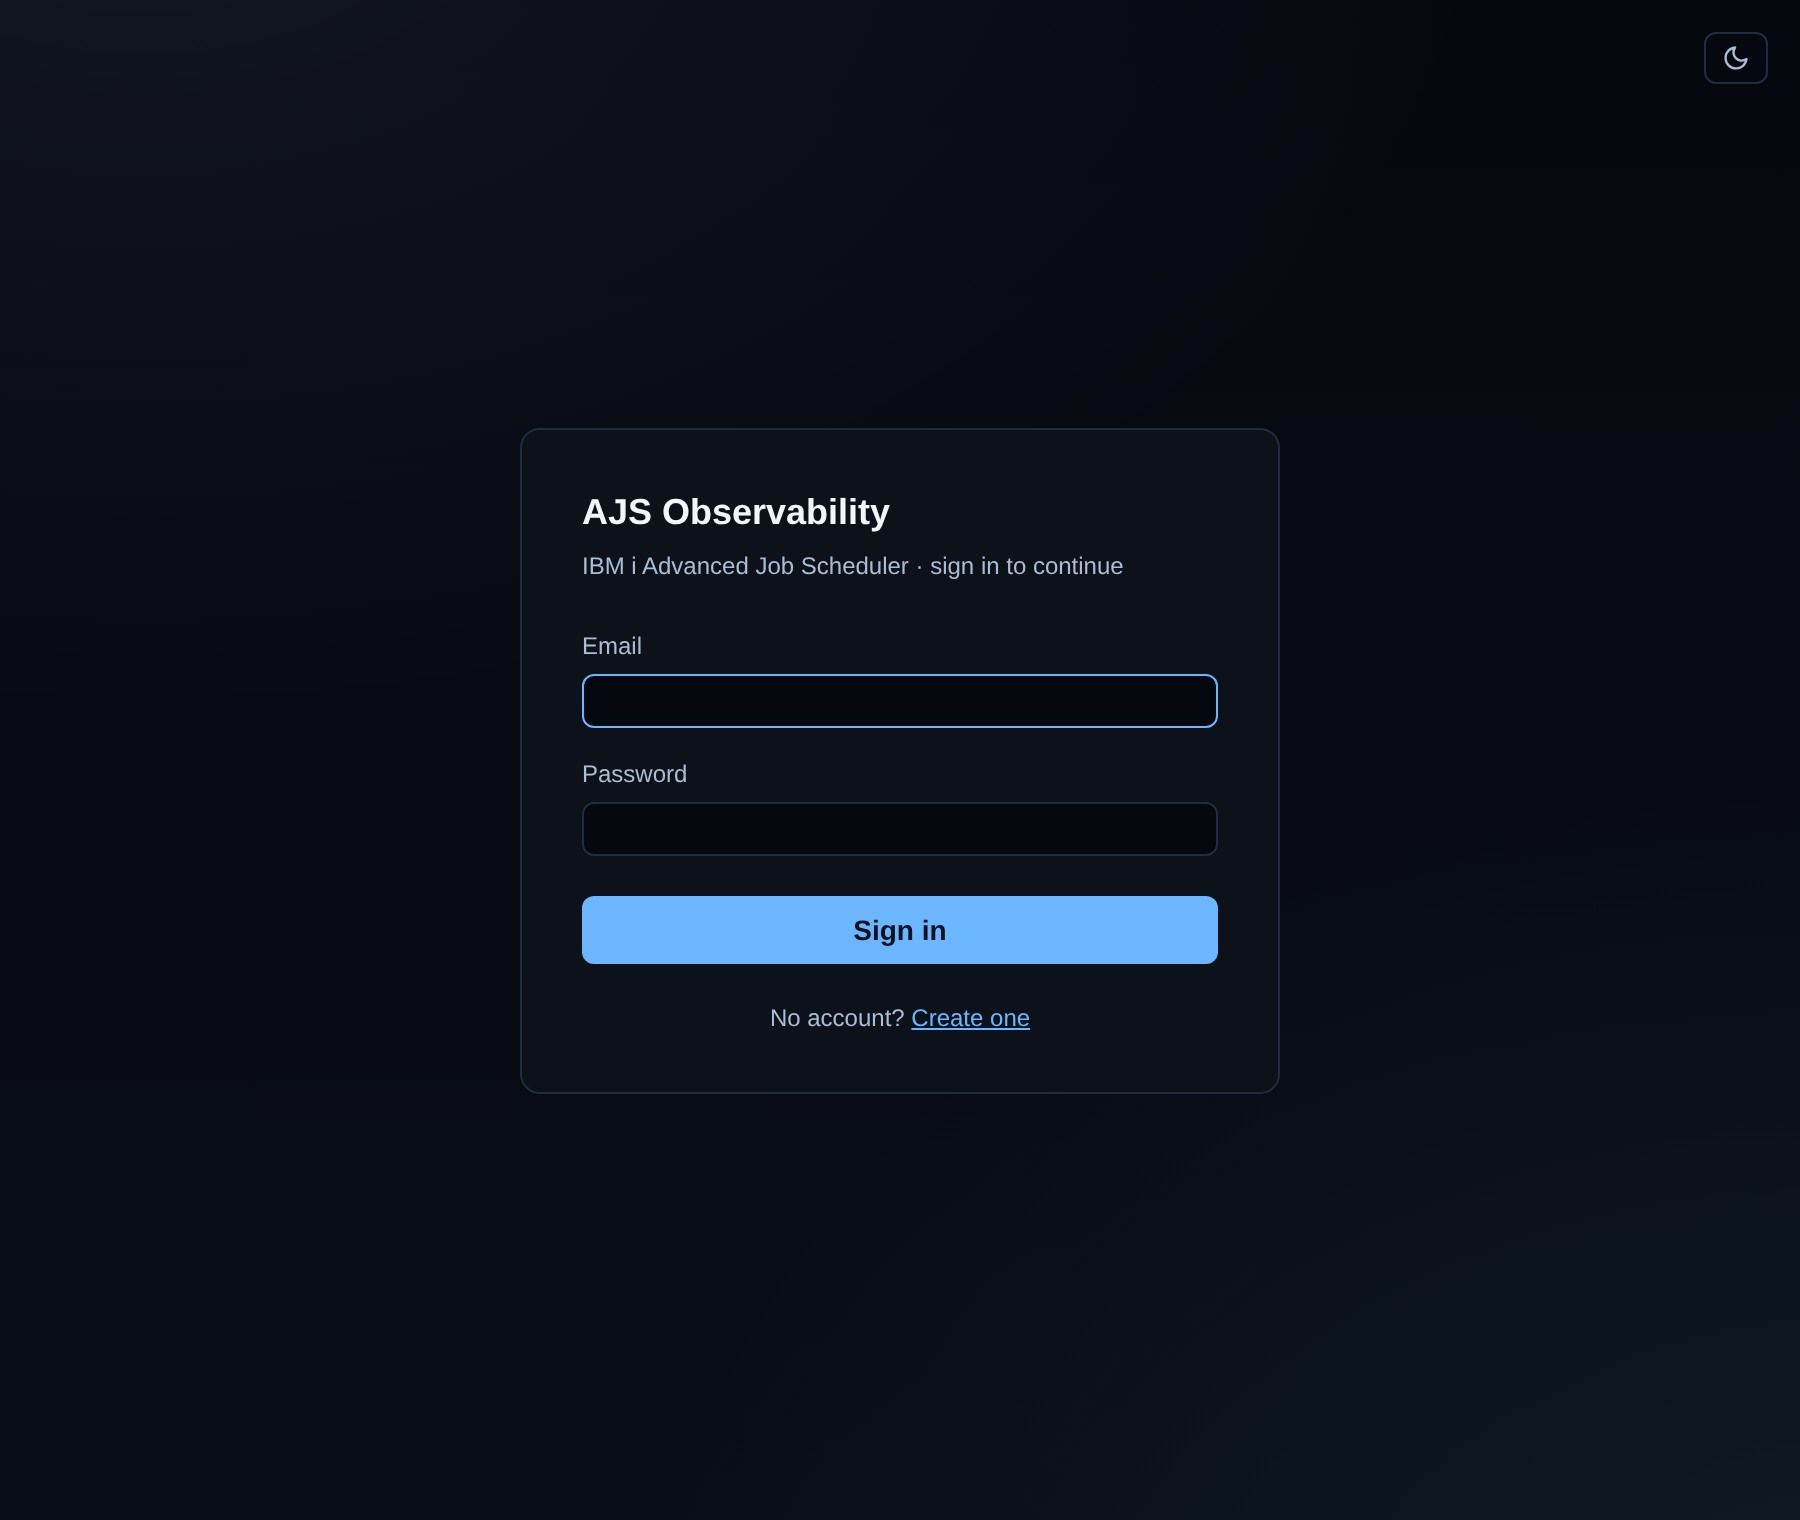 AJS Observability
IBM i Advanced Job Scheduler · sign in to continue
Email
Password
Sign in
No account? Create one